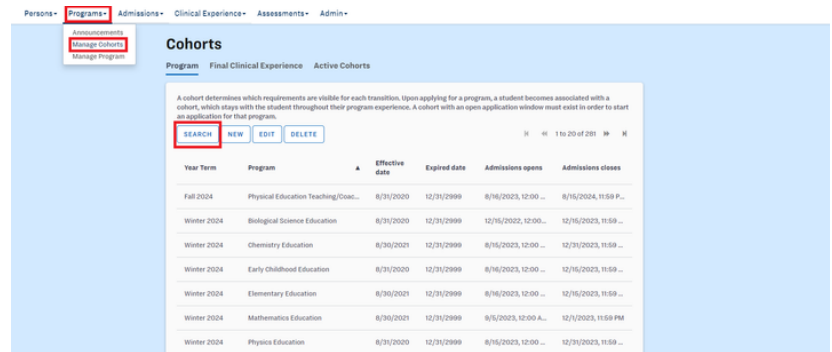 Persons Programs Admissions Clinical Experience Assessments Admin
Announcements
Manage Cohorts
Manage Program
Cohorts
Program Final Clinical Experience Active Cohorts
A cohort determines which requirements are visible for each transition. Upon applying for a program, a student becomes associated with a
cohort, which stays with the student throughout their program experience. A cohort with an open application window must exist in order to start
an application for that program.
SEARCH NEW EDIT DELETE 1 to 20 of 281
Year Term Program Effective date Expired date Admissions opens Admissions closes
Fall 2024 Physical Education Teaching/Coac... 8/31/2020 12/31/2999 8/16/2023, 12:00 ... 8/15/2024, 11:59 P...
Winter 2024 Biological Science Education 8/31/2020 12/31/2999 12/15/2022, 12:00... 12/15/2023, 11:59 ...
Winter 2024 Chemistry Education 8/30/2021 12/31/2999 8/15/2023, 12:00 ... 12/31/2023, 11:59 ...
Winter 2024 Early Childhood Education 8/31/2020 12/31/2999 8/16/2023, 12:00 ... 12/15/2023, 11:59 ...
Winter 2024 Elementary Education 8/30/2021 12/31/2999 8/16/2023, 12:00 ... 12/15/2023, 11:59 ...
Winter 2024 Mathematics Education 8/30/2021 12/31/2999 9/5/2023, 12:00 A... 12/1/2023, 11:59 PM
Winter 2024 Physics Education 8/31/2020 12/31/2999 8/15/2023, 12:00 ... 12/31/2023, 11:59 ...